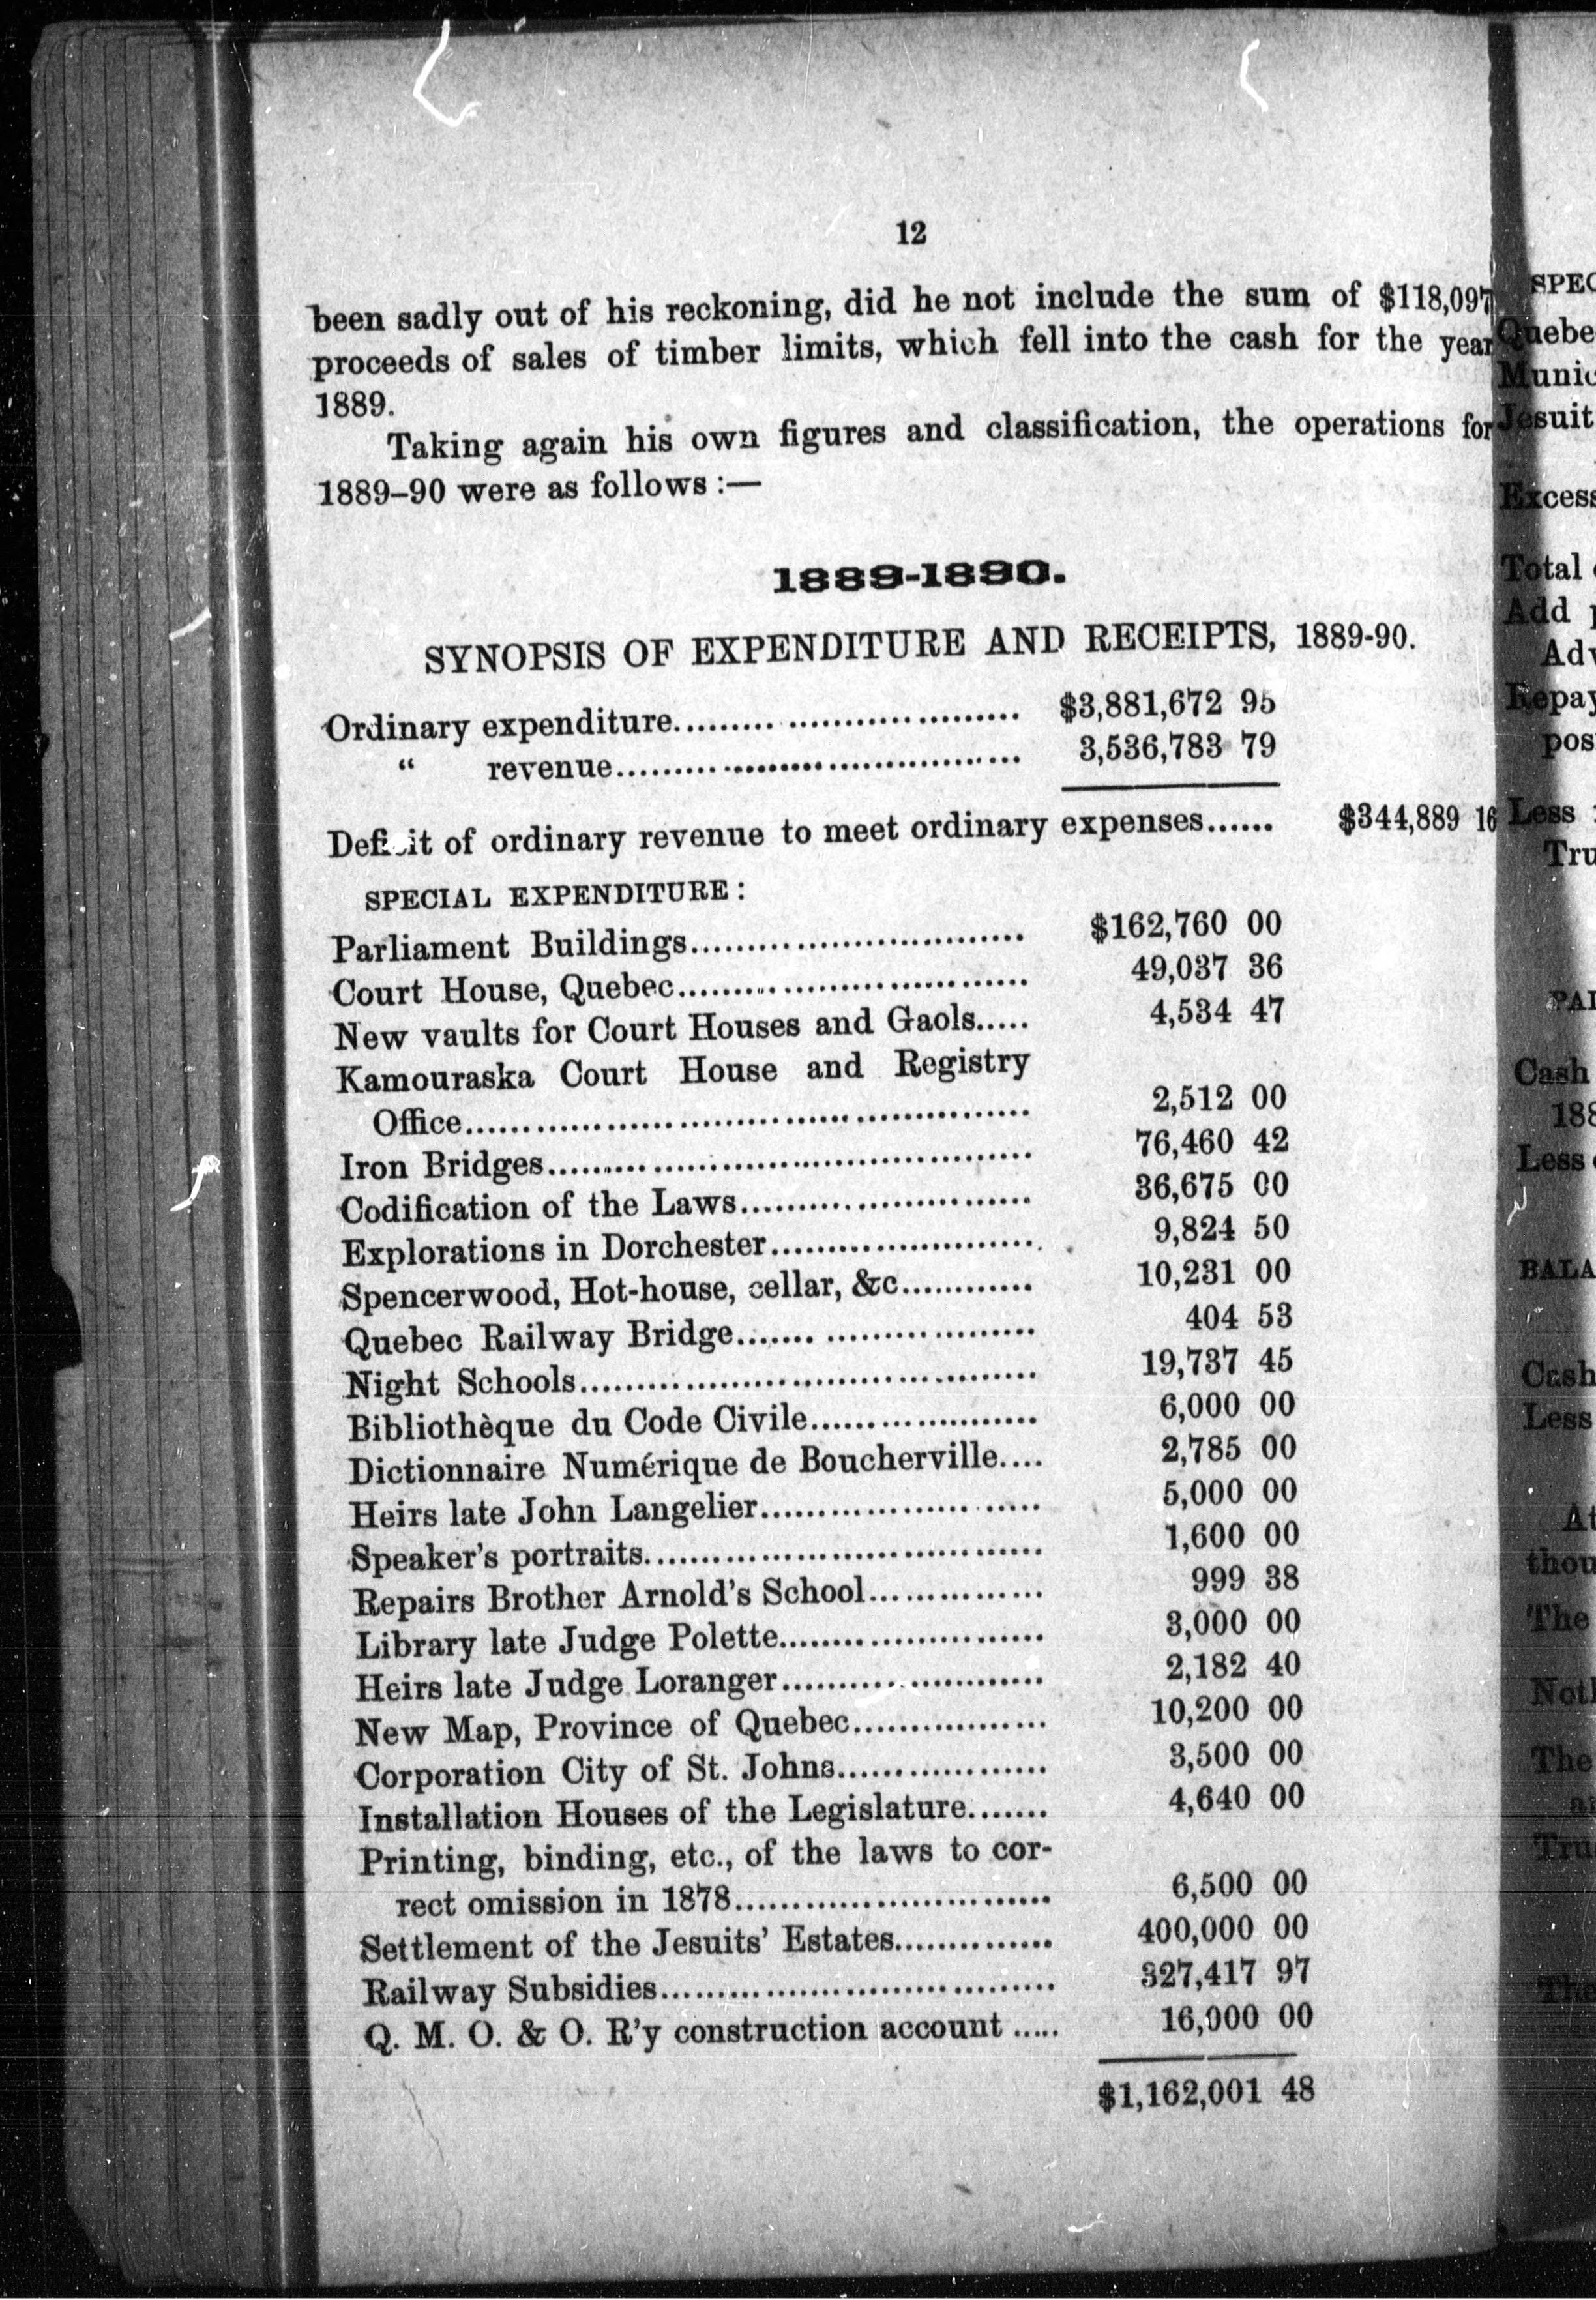 12
been sadly out of his reckoning, did he not include the sum of $118,097
proceeds of sales of timber limits, which fell into the cash for the year
1889.
Taking again his own figures and classification, the operations for
1889–90 were as follows :—
1889-1890.
SYNOPSIS OF EXPENDITURE AND RECEIPTS, 1889-90.
Ordinary expenditure.......... .................... $3,881,672 95
“ revenue.................................... 3,536,783 79
Deficit of ordinary revenue to meet ordinary expenses...... $344,889 16
SPECIAL EXPENDITURE :
Parliament Buildings.............................. $162,760 00
Court House, Quebec............................... 49,037 36
New vaults for Court Houses and Gaols..... 4,534 47
Kamouraska Court House and Registry
Office.................................................. 2,512 00
Iron Bridges........................................... 76,460 42
Codification of the Laws.......................... 36,675 00
Explorations in Dorchester........................ 9,824 50
Spencerwood, Hot-house, cellar, &c............ 10,231 00
Quebec Railway Bridge....... ................... 404 53
Night Schools......................................... 19,737 45
Bibliothèque du Code Civile.................... 6,000 00
Dictionnaire Numérique de Boucherville.... 2,785 00
Heirs late John Langelier......................... 5,000 00
Speaker's portraits................................... 1,600 00
Repairs Brother Arnold's School............... 999 38
Library late Judge Polette....................... 3,000 00
Heirs late Judge Loranger....................... 2,182 40
New Map, Province of Quebec................. 10,200 00
Corporation City of St. Johns................... 3,500 00
Installation Houses of the Legislature....... 4,640 00
Printing, binding, etc., of the laws to cor-
rect omission in 1878............................ 6,500 00
Settlement of the Jesuits' Estates.............. 400,000 00
Railway Subsidies................................... 327,417 97
Q. M. O. & O. R'y construction account ..... 16,000 00
$1,162,001 48
Total
Add
Cash
Less
Cash
Less
The
The